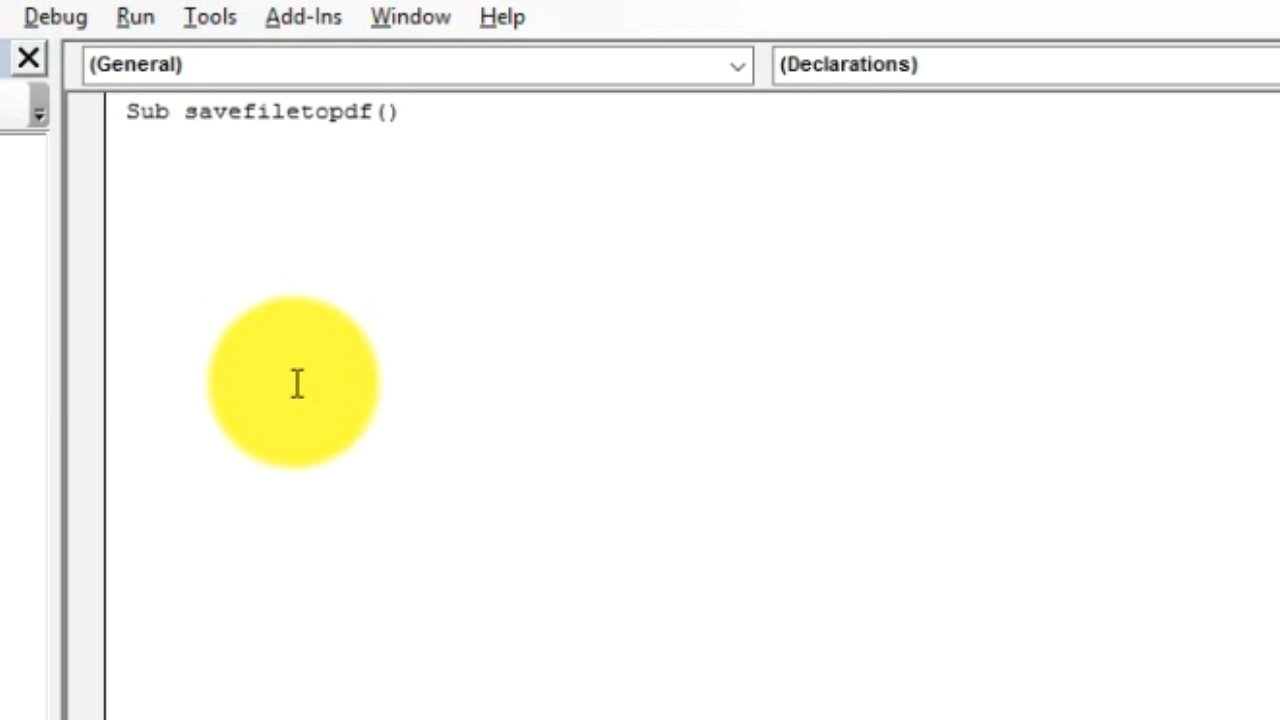 Debug Run Tools Add-Ins Window Help
(General) (Declarations)
Sub savefiletopdf()